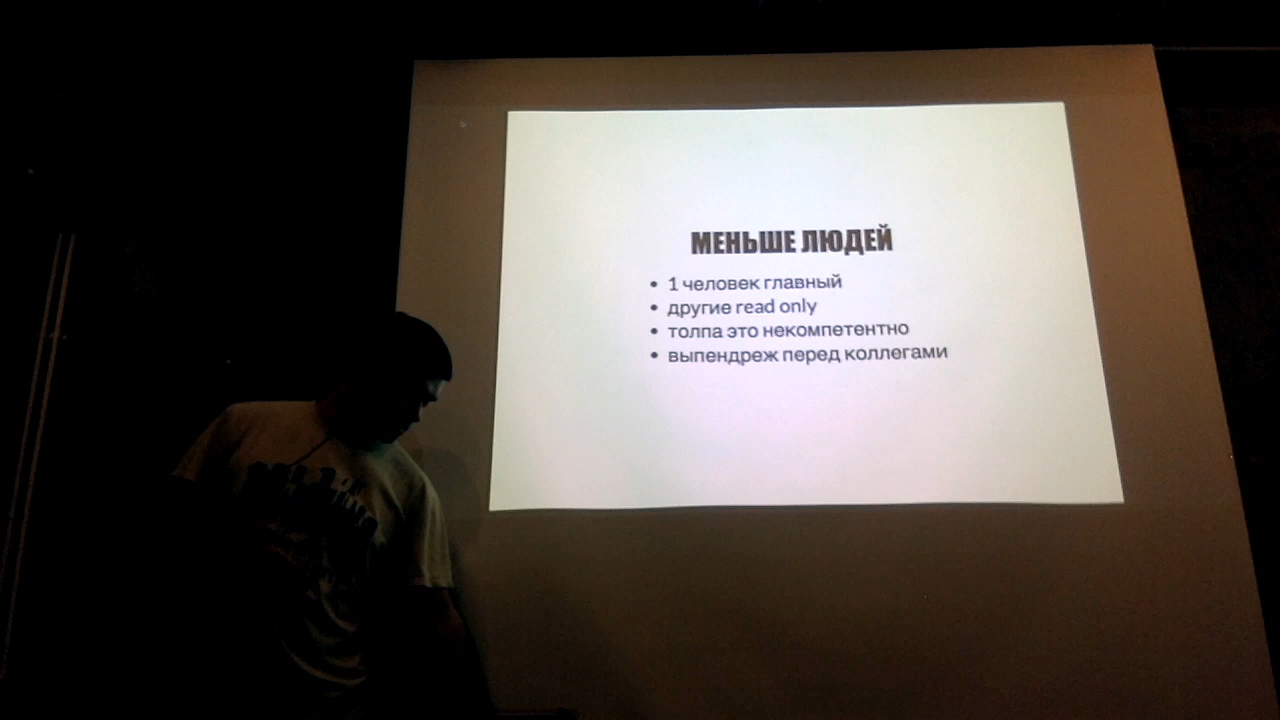 МЕНЬШЕ ЛЮДЕЙ
• 1 человек главный
• другие read only
• толпа это некомпетентно
• выпендреж перед коллегами